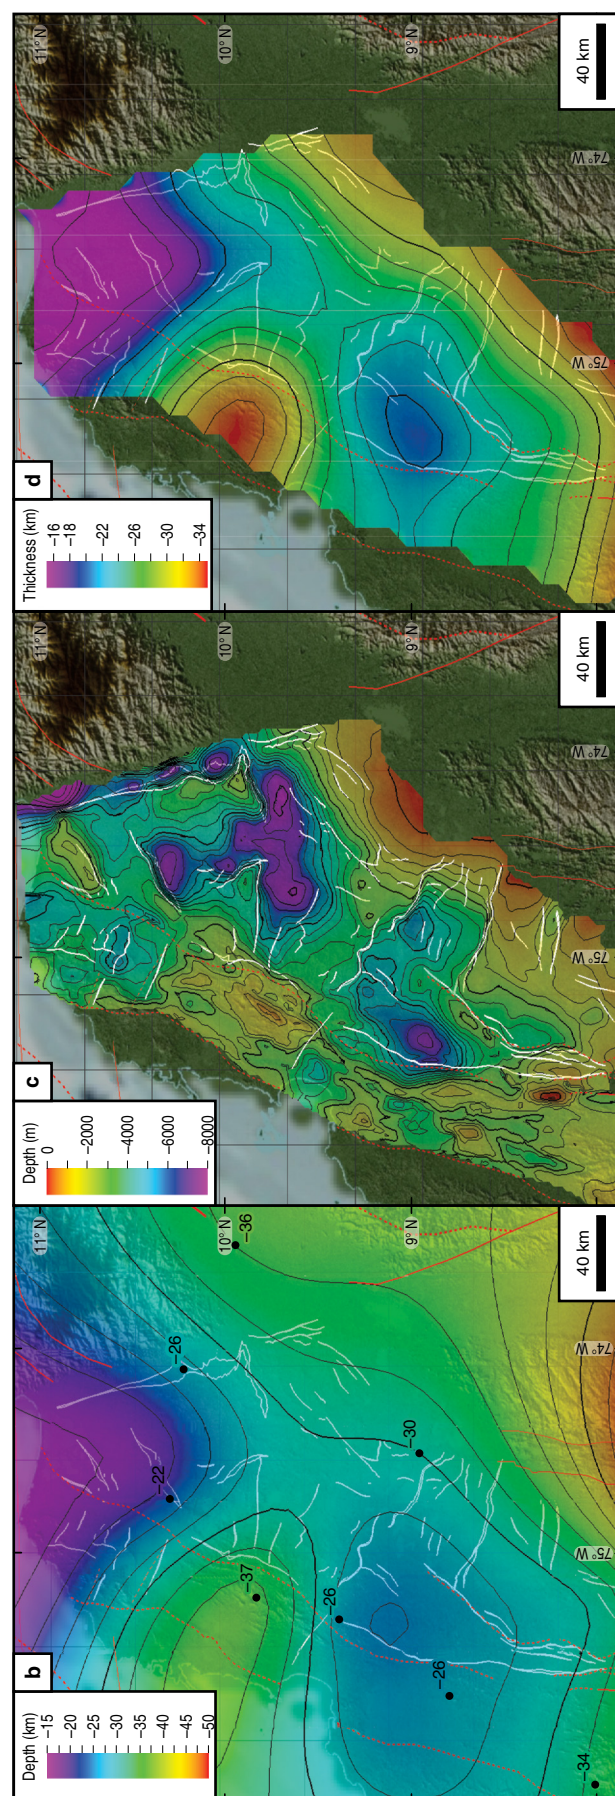 b
Depth (km)
−15
−20
−25
−30
−35
−40
−45
−50
11° N
−26
−22
−36
10° N
−37
−26
−30
9° N
−26
−34
75° W
74° W
40 km
c
Depth (m)
0
−2000
−4000
−6000
−8000
11° N
10° N
9° N
75° W
74° W
40 km
d
Thickness (km)
−16
−18
−22
−26
−30
−34
11° N
10° N
9° N
75° W
74° W
40 km